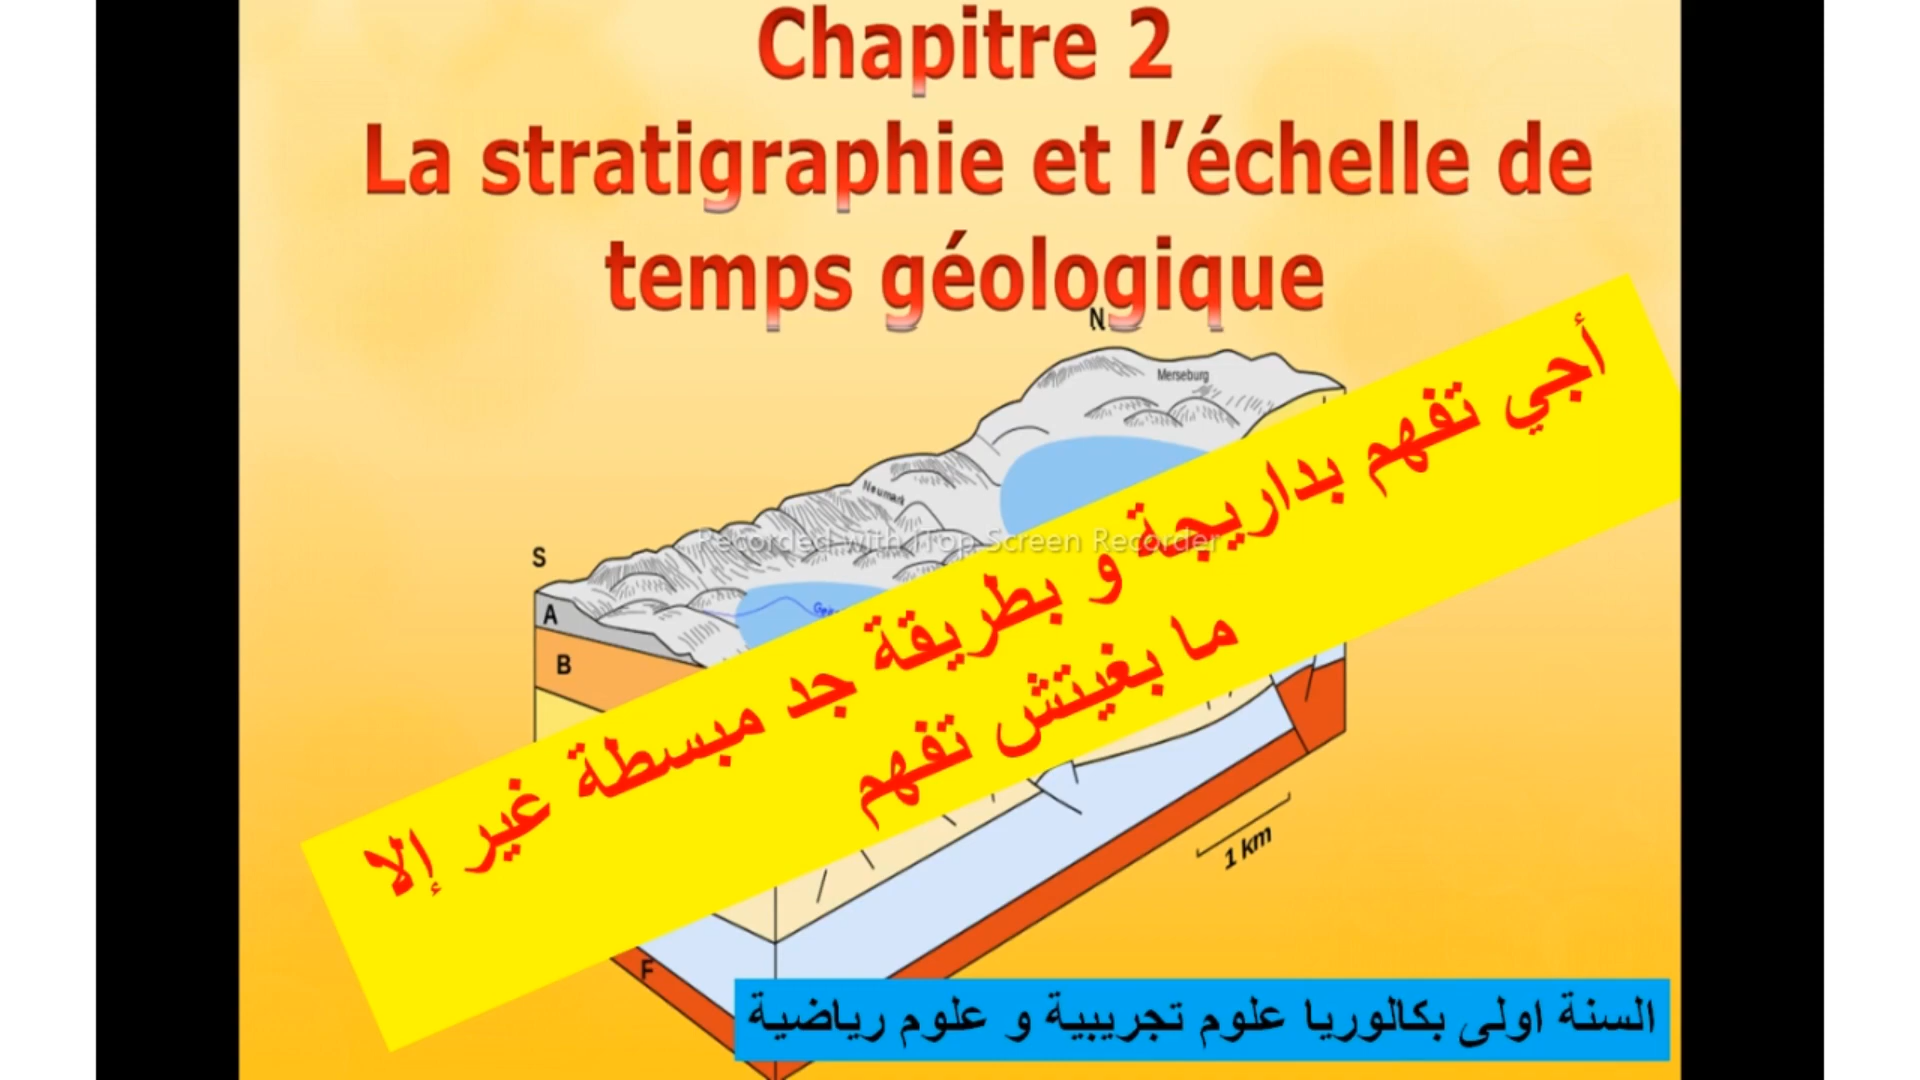 Chapitre 2
La stratigraphie et l’échelle de
temps géologique
N
Merseburg
أجي تفهم بداريجة و بطريقة جد مبسطة غير إلا
ما بغيتش تفهم
Neumark
Recorded with iTop Screen Recorder
S
A
B
F
1 km
السنة اولى بكالوريا علوم تجريبية و علوم رياضية